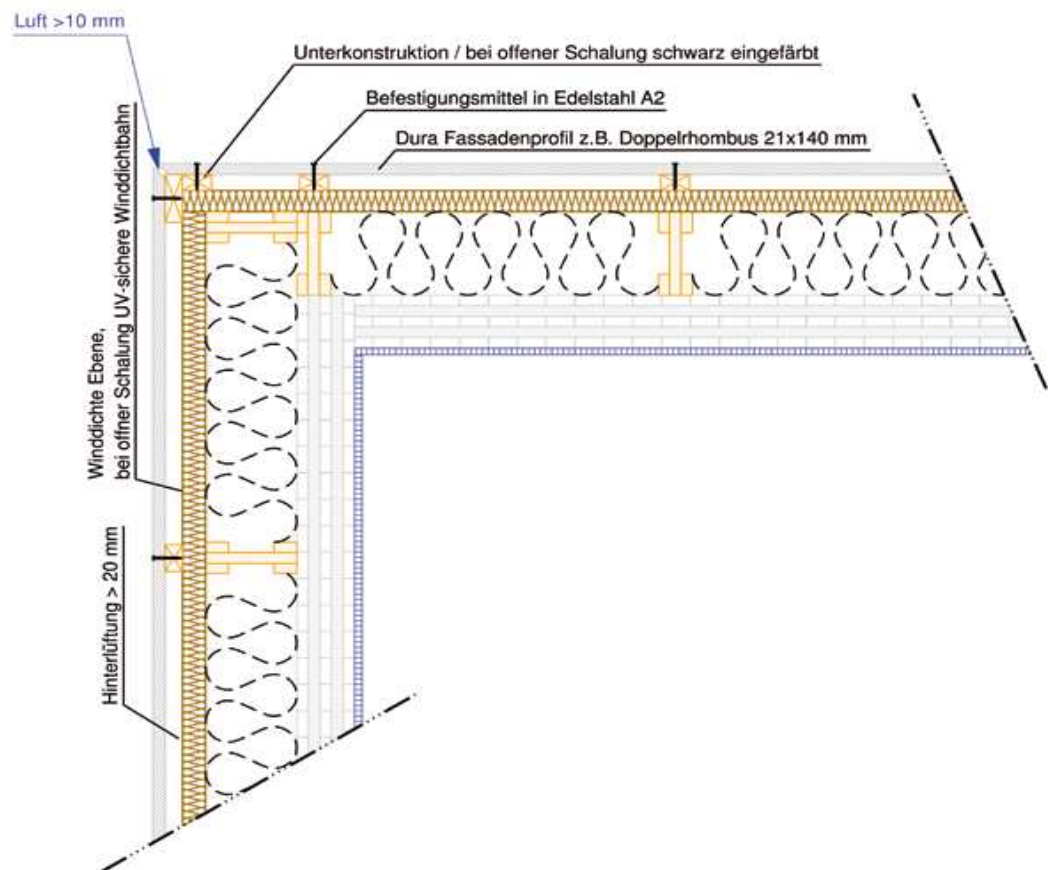 Luft >10 mm
Unterkonstruktion / bei offener Schalung schwarz eingefärbt
Befestigungsmittel in Edelstahl A2
Dura Fassadenprofil z.B. Doppelrhombus 21x140 mm
Winddichte Ebene,
bei offner Schalung UV-sichere Winddichtbahn
Hinterlüftung > 20 mm